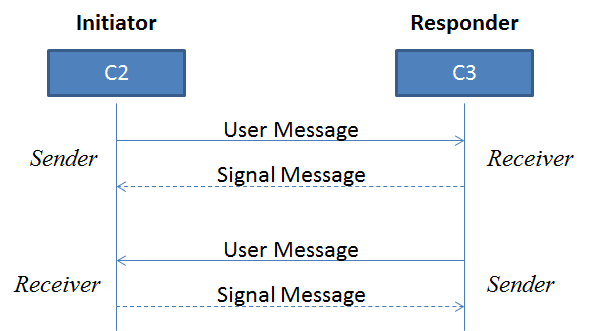 Initiator
Responder
C2
C3
User Message
Sender
Receiver
Signal Message
User Message
Receiver
Sender
Signal Message